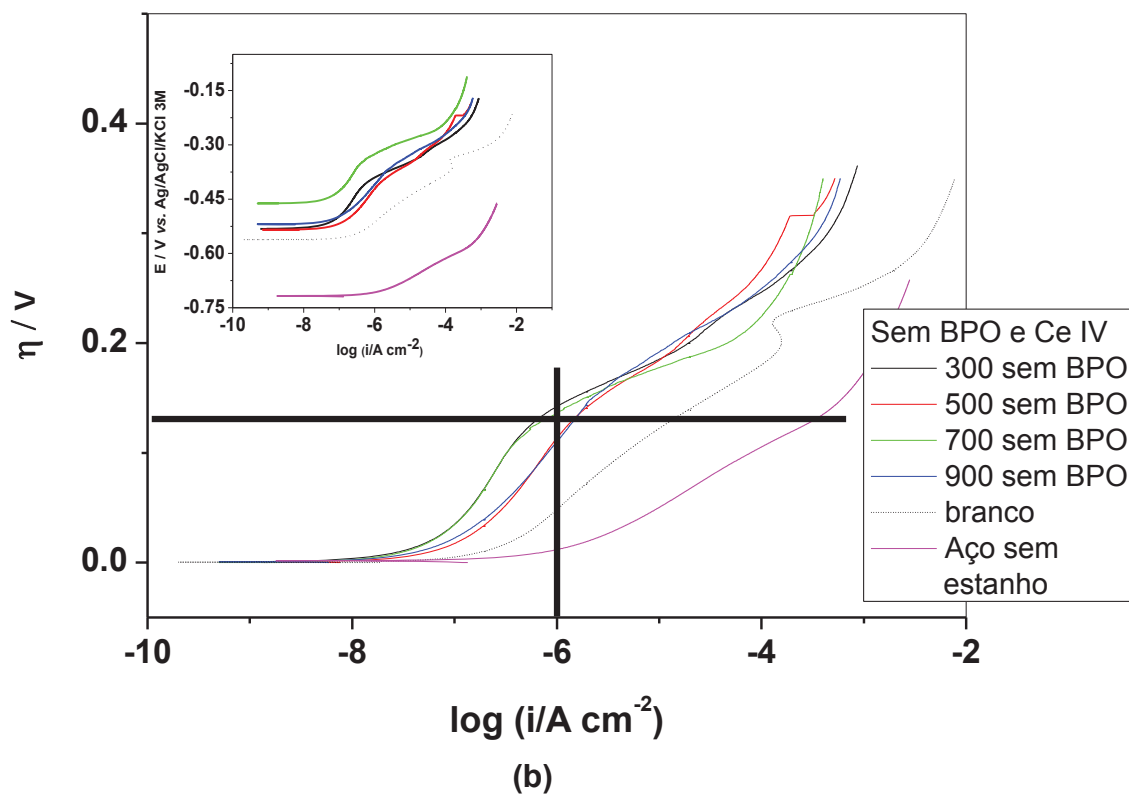 η / V
0.4
0.2
0.0
E / V vs. Ag/AgCl/KCl 3M
-0.15
-0.30
-0.45
-0.60
-0.75
-10 -8 -6 -4 -2
log (i/A cm-2)
Sem BPO e Ce IV
300 sem BPO
500 sem BPO
700 sem BPO
900 sem BPO
branco
Aço sem
estanho
-10 -8 -6 -4 -2
log (i/A cm-2)
(b)